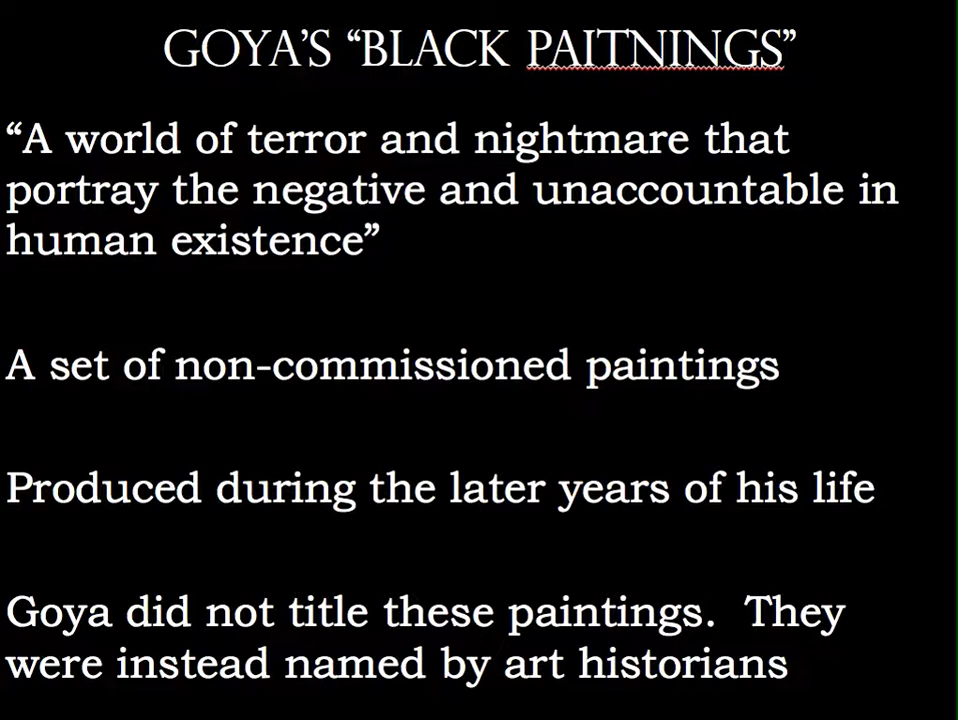 GOYA'S “BLACK PAITNINGS”
“A world of terror and nightmare that
portray the negative and unaccountable in
human existence”
A set of non-commissioned paintings
Produced during the later years of his life
Goya did not title these paintings.  They
were instead named by art historians